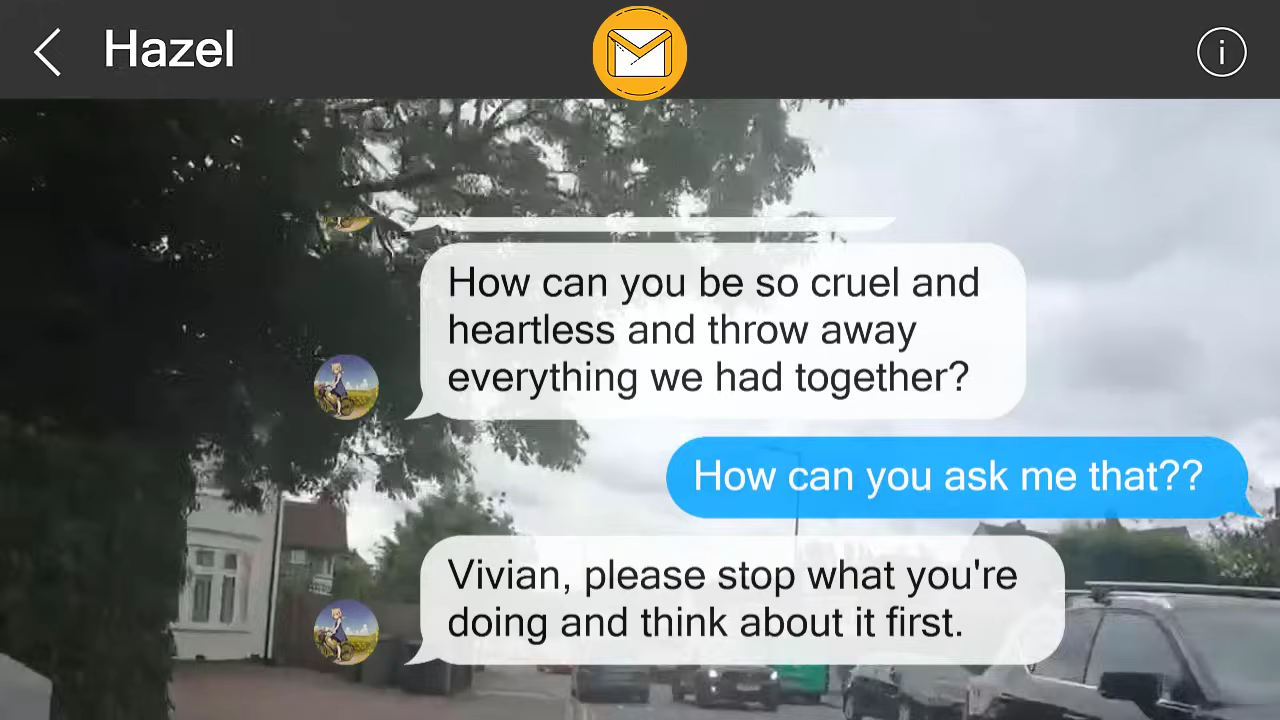 Hazel
How can you be so cruel and
heartless and throw away
everything we had together?
How can you ask me that??
Vivian, please stop what you're
doing and think about it first.